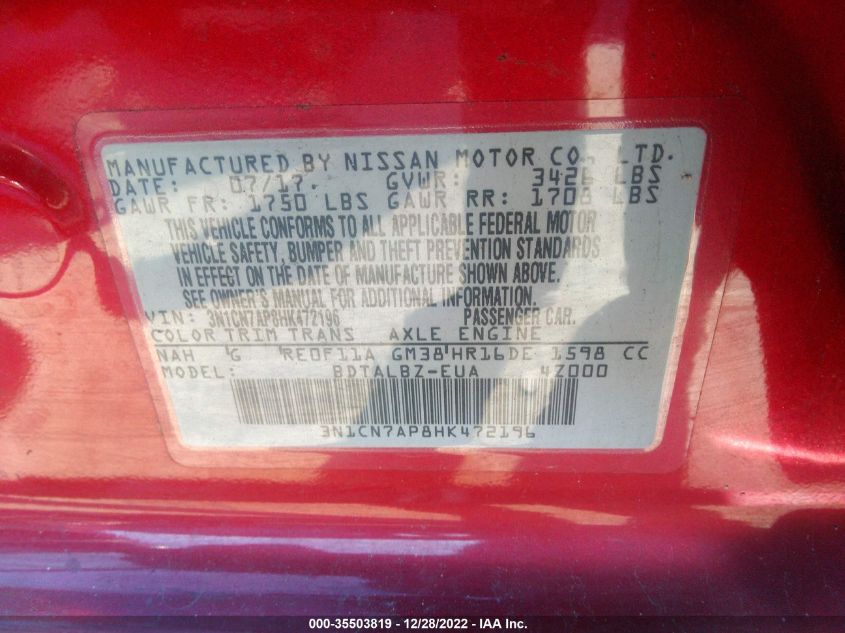 MANUFACTURED BY NISSAN MOTOR CO., LTD.
DATE: 07/17. GVWR: 3426 LBS
GAWR FR: 1750 LBS GAWR RR: 1708 LBS
THIS VEHICLE CONFORMS TO ALL APPLICABLE FEDERAL MOTOR
VEHICLE SAFETY, BUMPER AND THEFT PREVENTION STANDARDS
IN EFFECT ON THE DATE OF MANUFACTURE SHOWN ABOVE.
SEE OWNER'S MANUAL FOR ADDITIONAL INFORMATION.
VIN: 3N1CN7AP8HK472196 PASSENGER CAR.
COLOR TRIM TRANS AXLE ENGINE
NAH G RE0F11A GM38 HR16DE 1598 CC
MODEL: BDTALBZ-EUA 4Z000
3N1CN7AP8HK472196
000-35503819 - 12/28/2022 - IAA Inc.